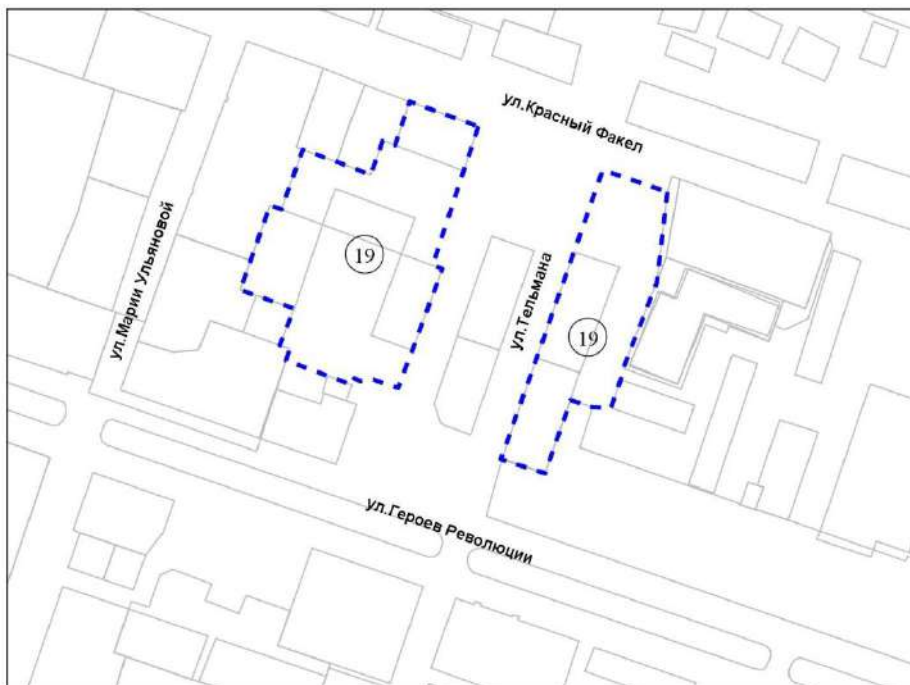 ул.Красный Факел
ул.Марии Ульяновой
19
ул.Тельмана
19
ул.Героев Революции